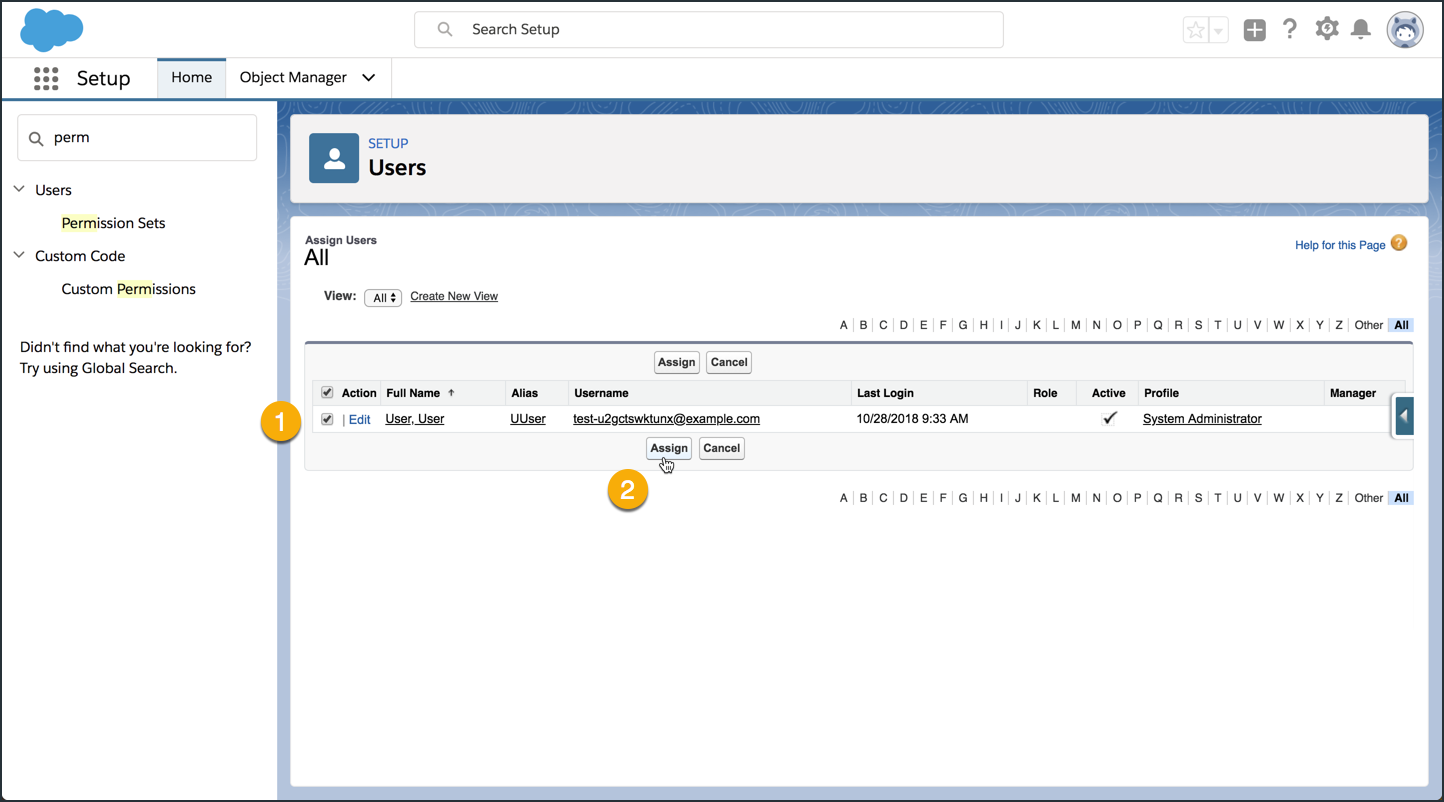 Search Setup
Setup
Home
Object Manager
perm
Users
Permission Sets
Custom Code
Custom Permissions
Didn't find what you're looking for?
Try using Global Search.
SETUP
Users
Assign Users
All
Help for this Page ?
View: All Create New View
A B C D E F G H I J K L M N O P Q R S T U V W X Y Z Other All
Assign Cancel
Action Full Name ↑ Alias Username Last Login Role Active Profile Manager
1 | Edit User, User UUser test-u2gctswktunx@example.com 10/28/2018 9:33 AM System Administrator
Assign Cancel
2
A B C D E F G H I J K L M N O P Q R S T U V W X Y Z Other All